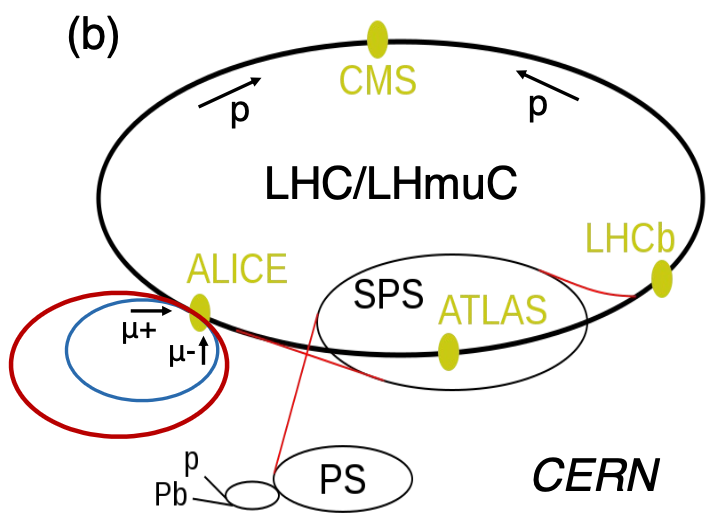 (b)
CMS
p
p
LHC/LHmuC
LHCb
ALICE
SPS
ATLAS
μ+
μ-
p
Pb
PS
CERN